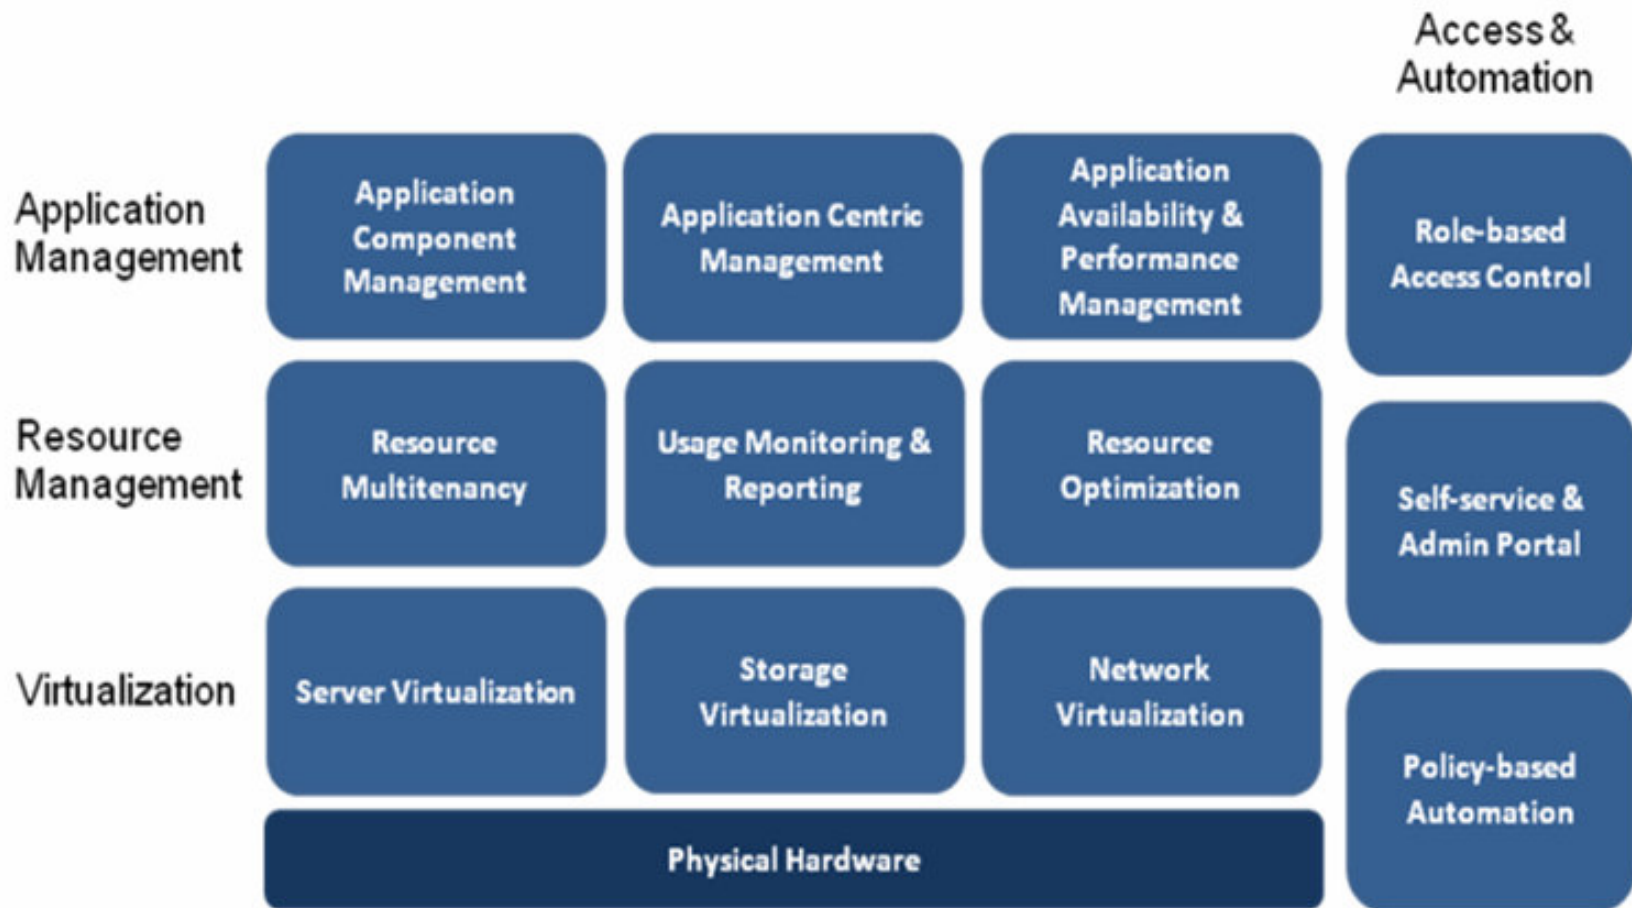 Access &
Automation
Application
Management
Application
Component
Management
Application Centric
Management
Application
Availability &
Performance
Management
Role-based
Access Control
Resource
Management
Resource
Multitenancy
Usage Monitoring &
Reporting
Resource
Optimization
Self-service &
Admin Portal
Virtualization
Server Virtualization
Storage
Virtualization
Network
Virtualization
Policy-based
Automation
Physical Hardware